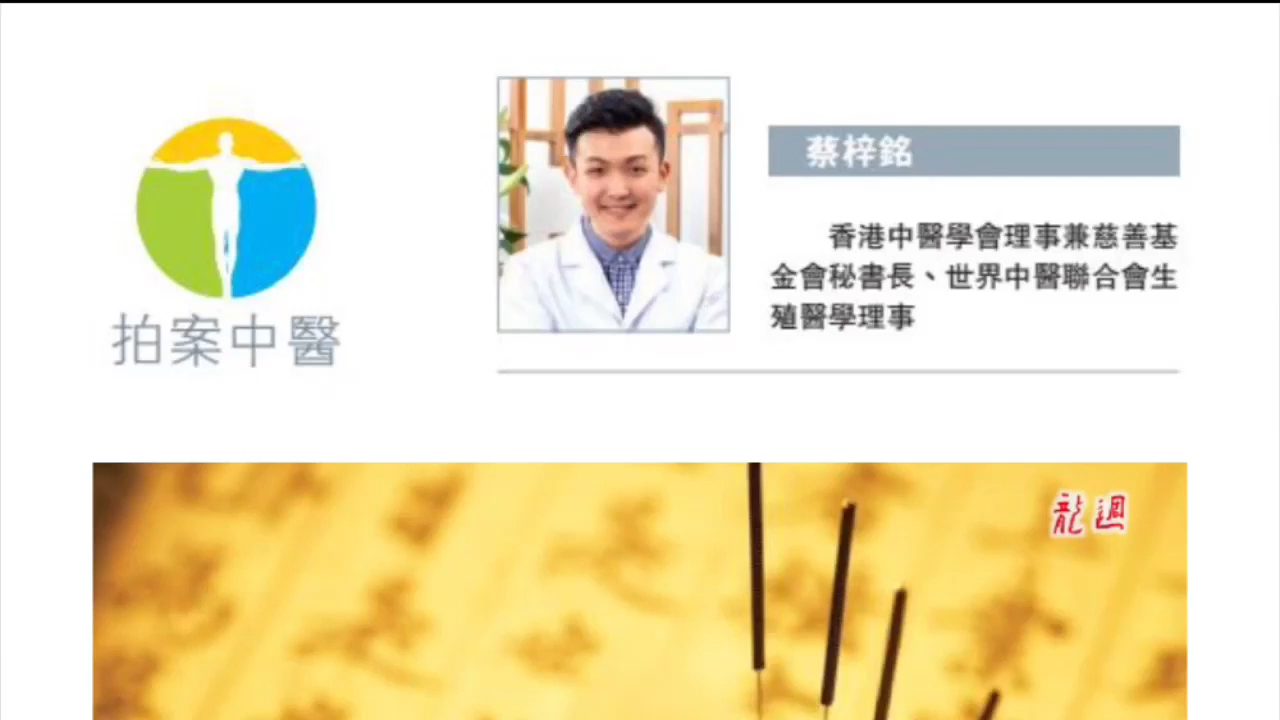 拍案中醫
蔡梓銘
香港中醫學會理事兼慈善基
金會秘書長、世界中醫聯合會生
殖醫學理事
龍週